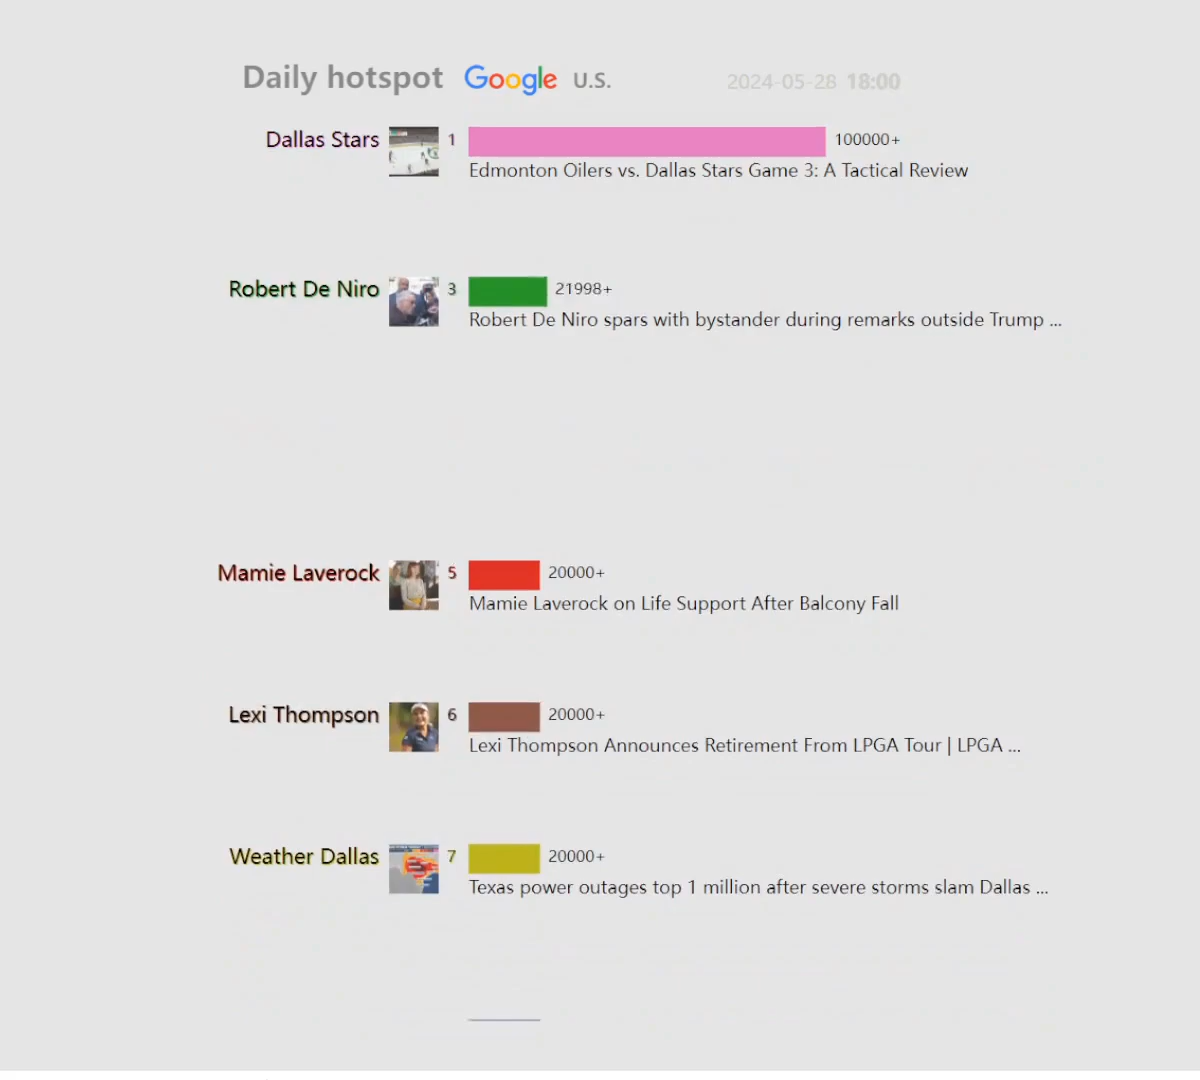 Daily hotspot Google U.S. 2024-05-28 18:00
Dallas Stars 1 100000+
Edmonton Oilers vs. Dallas Stars Game 3: A Tactical Review
Robert De Niro 3 21998+
Robert De Niro spars with bystander during remarks outside Trump ...
Mamie Laverock 5 20000+
Mamie Laverock on Life Support After Balcony Fall
Lexi Thompson 6 20000+
Lexi Thompson Announces Retirement From LPGA Tour | LPGA ...
Weather Dallas 7 20000+
Texas power outages top 1 million after severe storms slam Dallas ...